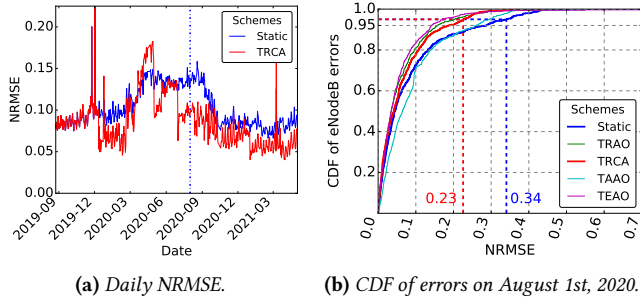 NRMSE
0.20
0.15
0.10
0.05
0.00
Schemes
Static
TRCA
2019-09
2019-12
2020-03
2020-06
2020-09
2020-12
2021-03
Date
(a) Daily NRMSE.
CDF of eNodeB errors
1
0.95
0.8
0.6
0.4
0.2
Schemes
Static
TRAO
TRCA
TAAO
TEAO
0.23
0.34
0.0
0.1
0.2
0.3
0.4
0.5
0.6
0.7
NRMSE
(b) CDF of errors on August 1st, 2020.